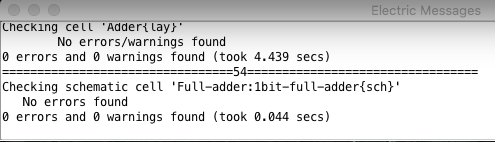 Electric Messages
Checking cell 'Adder{lay}'
No errors/warnings found
0 errors and 0 warnings found (took 4.439 secs)
=================================54=================================
Checking schematic cell 'Full-adder:1bit-full-adder{sch}'
No errors found
0 errors and 0 warnings found (took 0.044 secs)